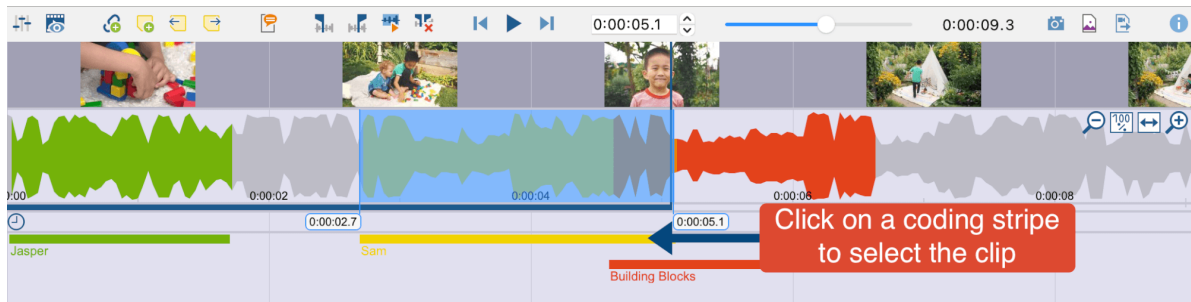 0:00:05.1
0:00:09.3
100
%
0:00
0:00:02
0:00:04
0:00:06
0:00:08
0:00:02.7
0:00:05.1
Jasper
Sam
Building Blocks
Click on a coding stripe
to select the clip